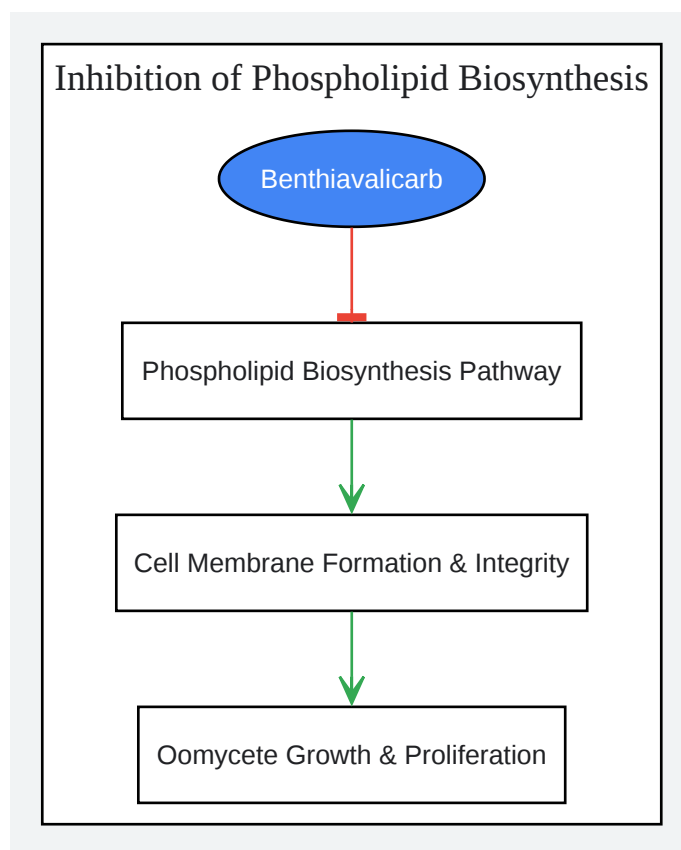 Inhibition of Phospholipid Biosynthesis
Benthiavalicarb
Phospholipid Biosynthesis Pathway
Cell Membrane Formation & Integrity
Oomycete Growth & Proliferation